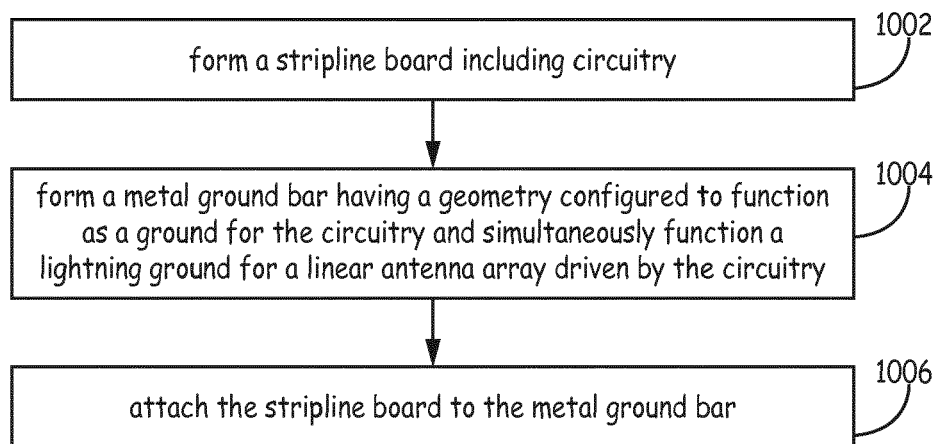 1002
form a stripline board including circuitry
1004
form a metal ground bar having a geometry configured to function
as a ground for the circuitry and simultaneously function a
lightning ground for a linear antenna array driven by the circuitry
1006
attach the stripline board to the metal ground bar